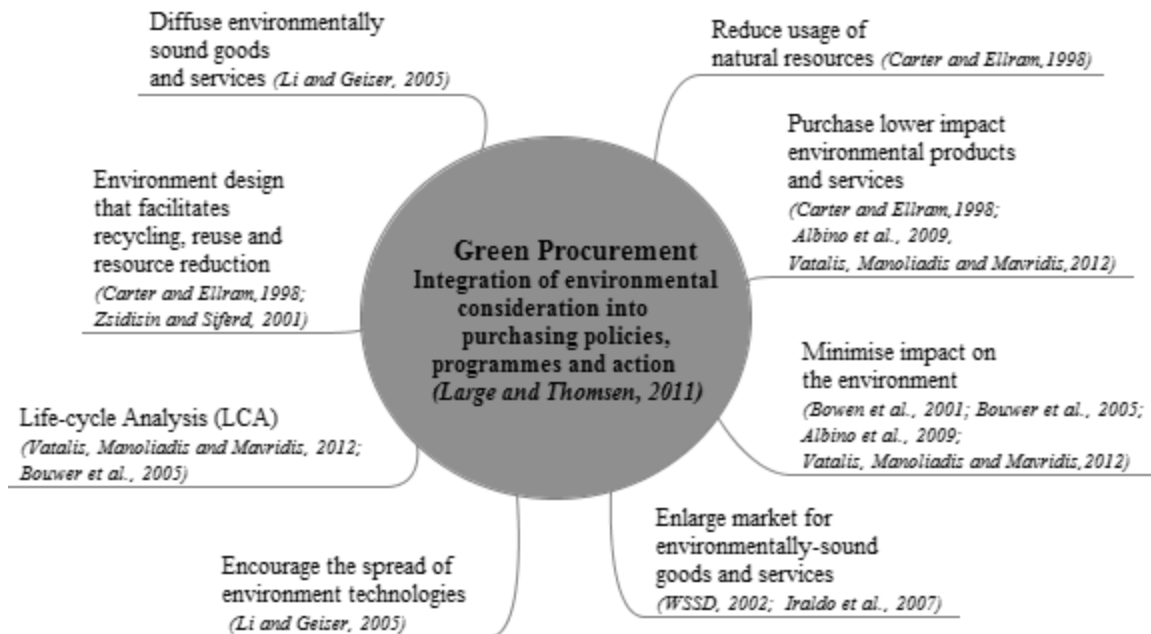 Diffuse environmentally
sound goods
and services (Li and Geiser, 2005)
Reduce usage of
natural resources (Carter and Ellram,1998)
Purchase lower impact
environmental products
and services
(Carter and Ellram,1998;
Albino et al., 2009,
Vatalis, Manoliadis and Mavridis,2012)
Environment design
that facilitates
recycling, reuse and
resource reduction
(Carter and Ellram,1998;
Zsidisin and Siferd, 2001)
Green Procurement
Integration of environmental
consideration into
purchasing policies,
programmes and action
(Large and Thomsen, 2011)
Minimise impact on
the environment
(Bowen et al., 2001; Bouwer et al., 2005;
Albino et al., 2009;
Vatalis, Manoliadis and Mavridis,2012)
Life-cycle Analysis (LCA)
(Vatalis, Manoliadis and Mavridis, 2012;
Bouwer et al., 2005)
Enlarge market for
environmentally-sound
goods and services
(WSSD, 2002; Iraldo et al., 2007)
Encourage the spread of
environment technologies
(Li and Geiser, 2005)